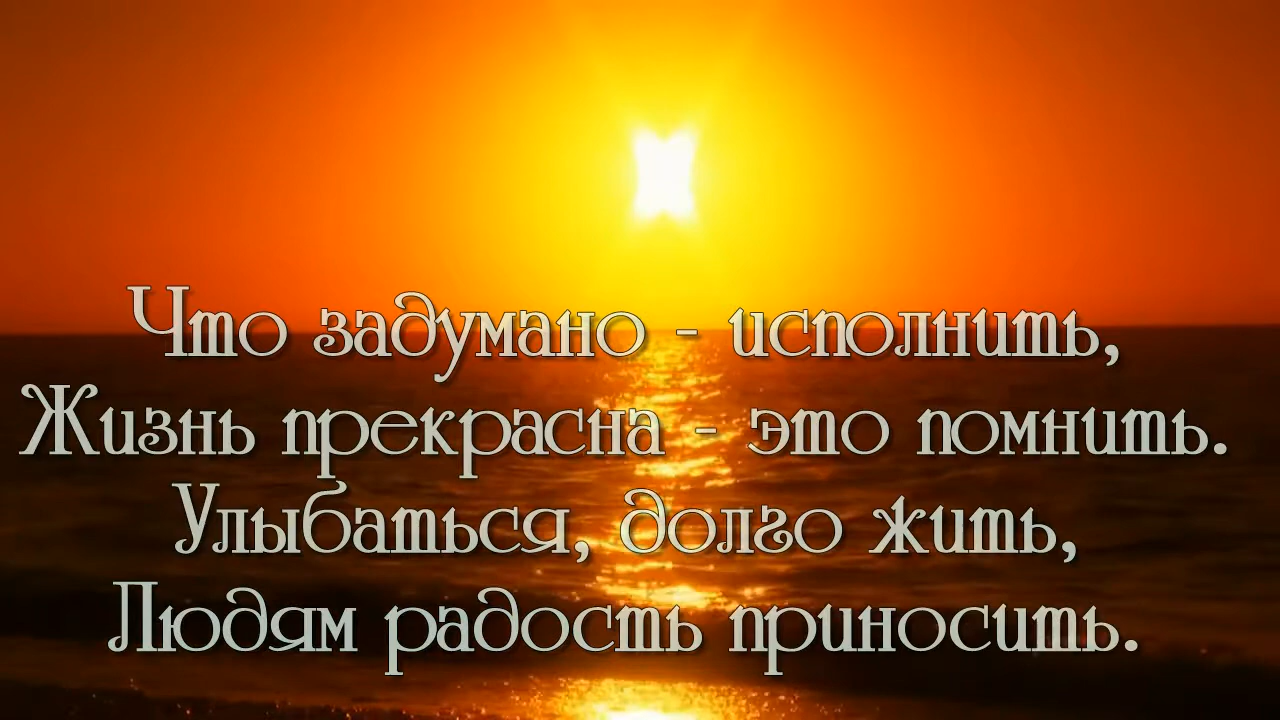 Что задумано - исполнить,
Жизнь прекрасна - это помнить.
Улыбаться, долго жить,
Людям радость приносить.